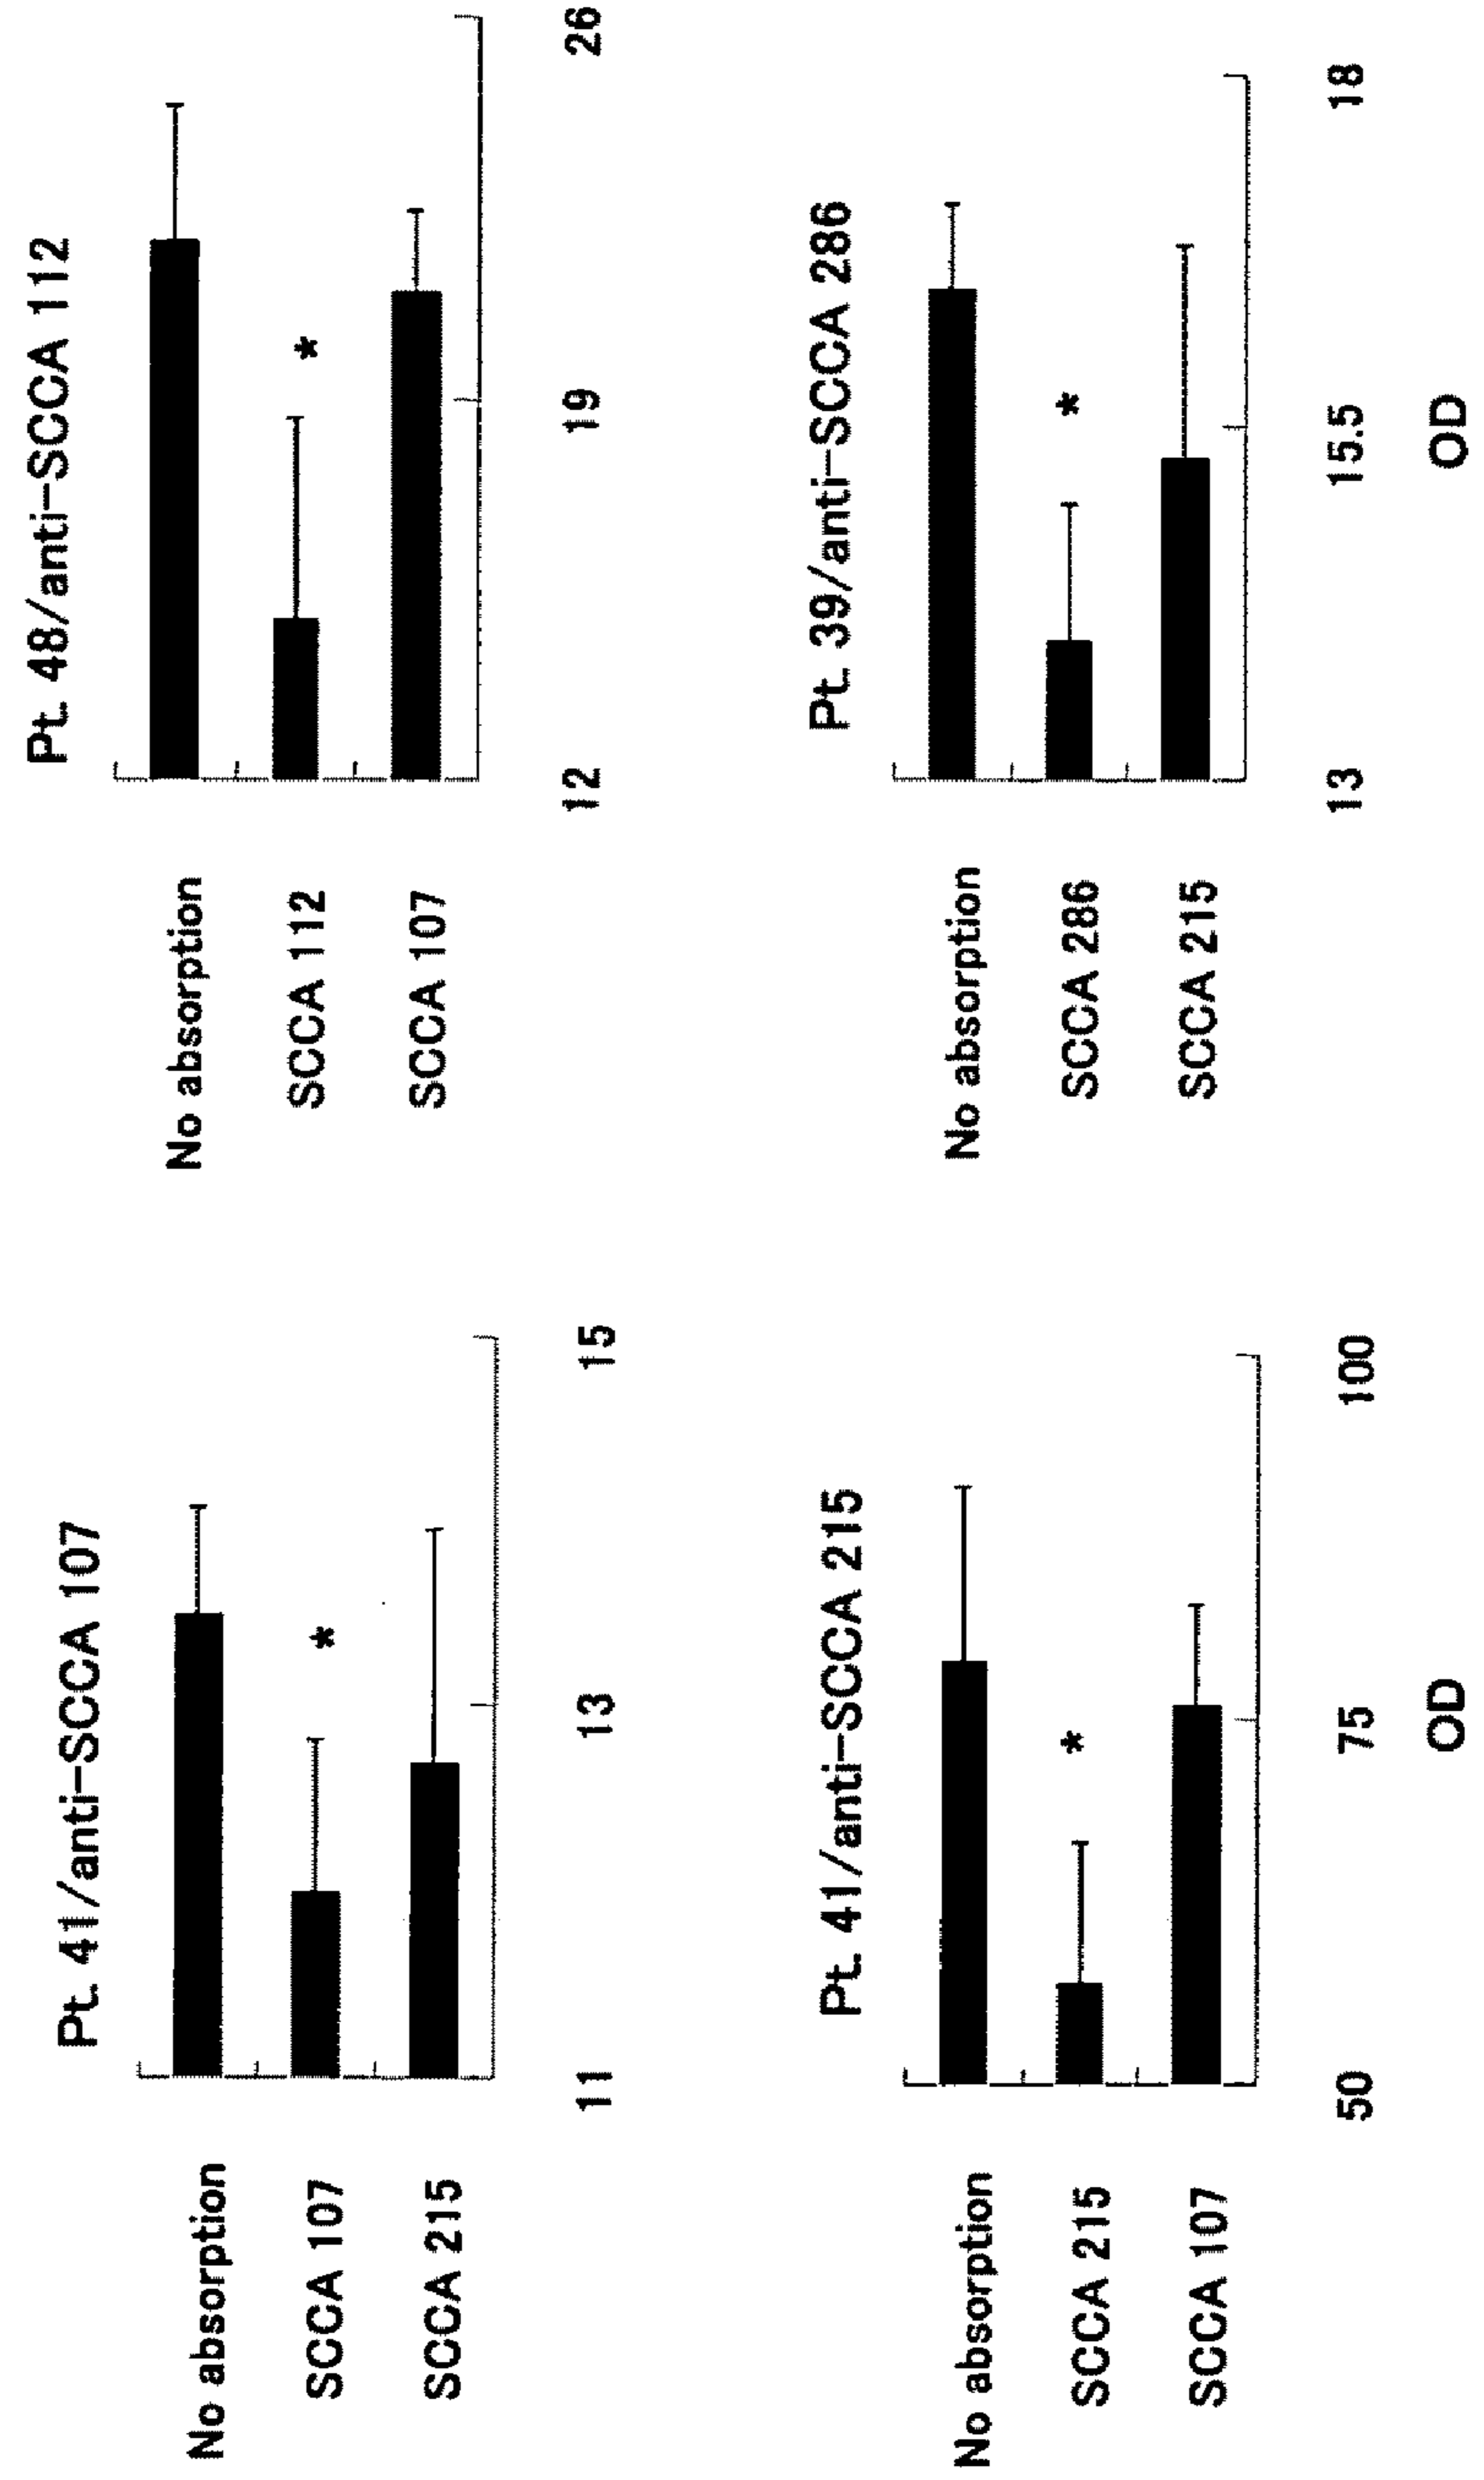 Pt. 41/anti-SCCA 107
No absorption
SCCA 107
*
SCCA 215
11
13
15
Pt. 48/anti-SCCA 112
No absorption
SCCA 112
*
SCCA 107
12
19
26
Pt. 41/anti-SCCA 215
No absorption
SCCA 215
*
SCCA 107
50
75
100
OD
Pt. 39/anti-SCCA 286
No absorption
SCCA 286
*
SCCA 215
13
15.5
18
OD